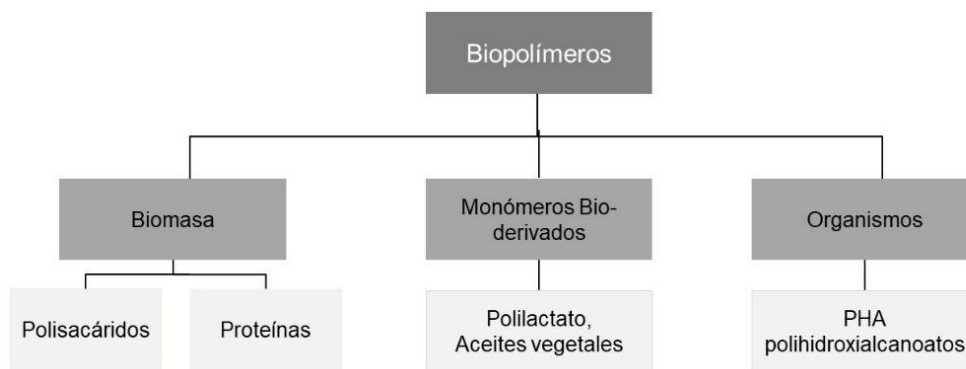 Biopolímeros
Biomasa
Monómeros Bio-
derivados
Organismos
Polisacáridos
Proteínas
Polilactato,
Aceites vegetales
PHA
polihidroxialcanoatos